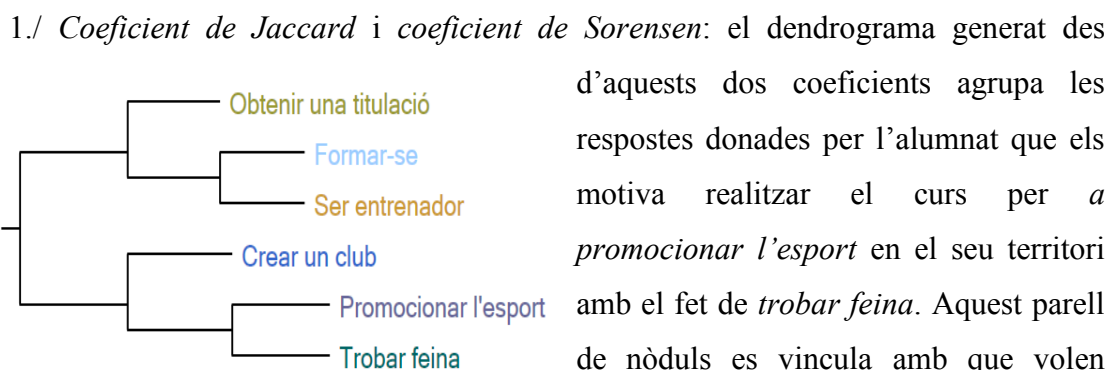 1./ Coeficient de Jaccard i coeficient de Sorensen: el dendrograma generat des
d’aquests dos coeficients agrupa les
respostes donades per l’alumnat que els
motiva realitzar el curs per a
promocionar l’esport en el seu territori
amb el fet de trobar feina. Aquest parell
de nòduls es vincula amb que volen
Obtenir una titulació
Formar-se
Ser entrenador
Crear un club
Promocionar l'esport
Trobar feina